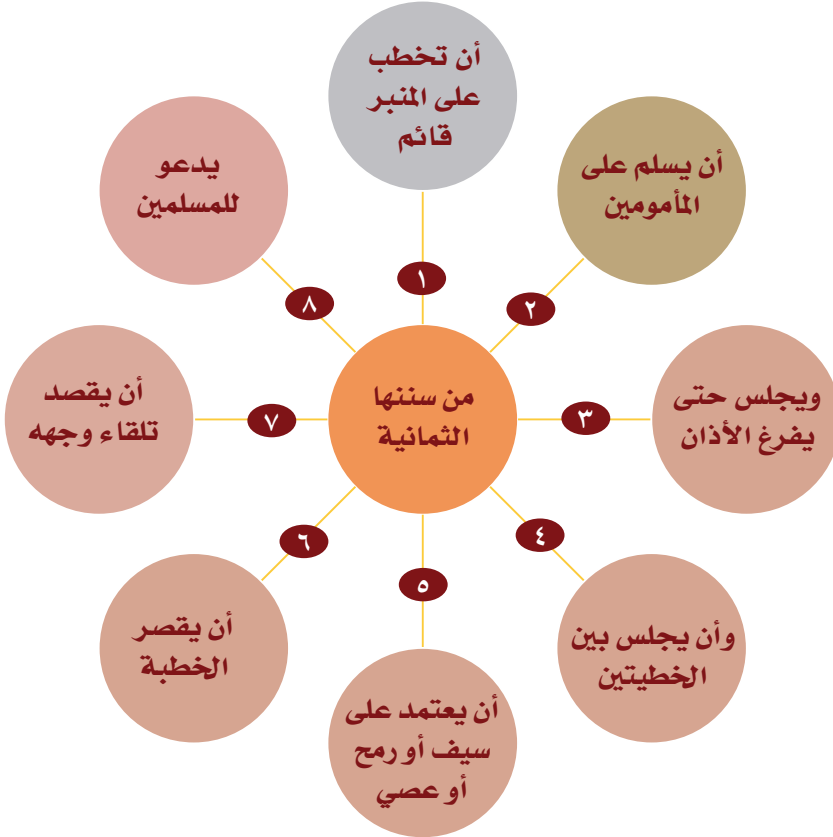 من سننها
الثمانية
١
أن تخطب
على المنبر
قائم
٢
أن يسلم على
المأمومين
٣
ويجلس حتى
يفرغ الأذان
٤
وأن يجلس بين
الخطيتين
٥
أن يعتمد على
سيف أو رمح
أو عصي
٦
أن يقصر
الخطبة
٧
أن يقصد
تلقاء وجهه
٨
يدعو
للمسلمين